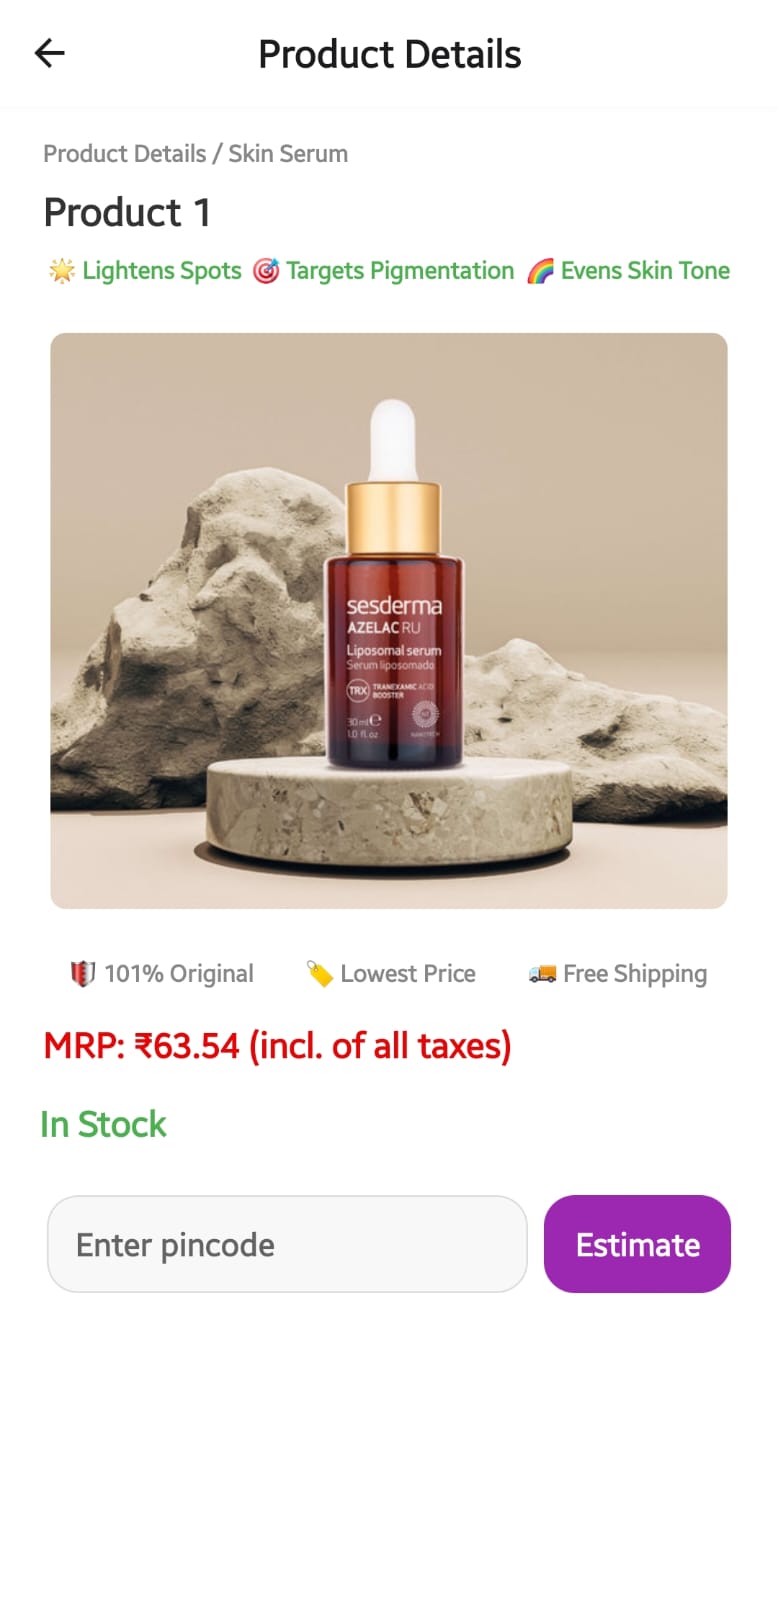 Product Details
Product Details / Skin Serum
Product 1
🌟 Lightens Spots 🎯 Targets Pigmentation 🌈 Evens Skin Tone
sesderma
AZELAC RU
Liposomal serum
Serum liposomado
TRX TRANEXAMIC ACID
BOOSTER
30 ml e
1.0 fl.oz
NANOTECH
101% Original 🏷️ Lowest Price 🚚 Free Shipping
MRP: ₹63.54 (incl. of all taxes)
In Stock
Enter pincode Estimate